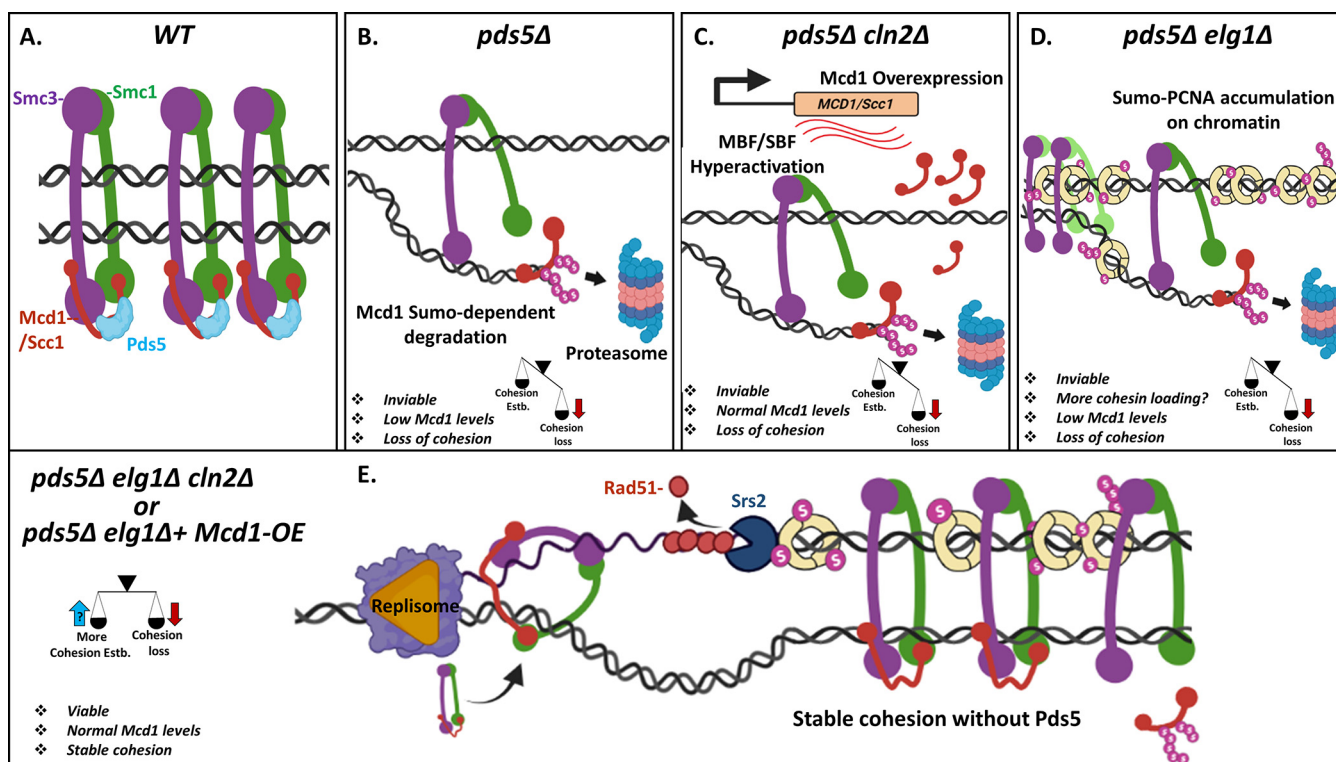 A.
WT
Smc3-
-Smc1
Mcd1-
/Scc1
Pds5
B.
pds5Δ
Mcd1 Sumo-dependent
degradation
Proteasome
Cohesion
Estb.
Cohesion
loss
❖ Inviable
❖ Low Mcd1 levels
❖ Loss of cohesion
C.
pds5Δ cln2Δ
Mcd1 Overexpression
MCD1/Scc1
MBF/SBF
Hyperactivation
Cohesion
Estb.
Cohesion
loss
❖ Inviable
❖ Normal Mcd1 levels
❖ Loss of cohesion
D.
pds5Δ elg1Δ
Sumo-PCNA accumulation
on chromatin
Cohesion
Estb.
Cohesion
loss
❖ Inviable
❖ More cohesin loading?
❖ Low Mcd1 levels
❖ Loss of cohesion
pds5Δ elg1Δ cln2Δ
or
pds5Δ elg1Δ+ Mcd1-OE
?
More
Cohesion Estb.
Cohesion
loss
❖ Viable
❖ Normal Mcd1 levels
❖ Stable cohesion
E.
Rad51-
Srs2
S
Replisome
Stable cohesion without Pds5